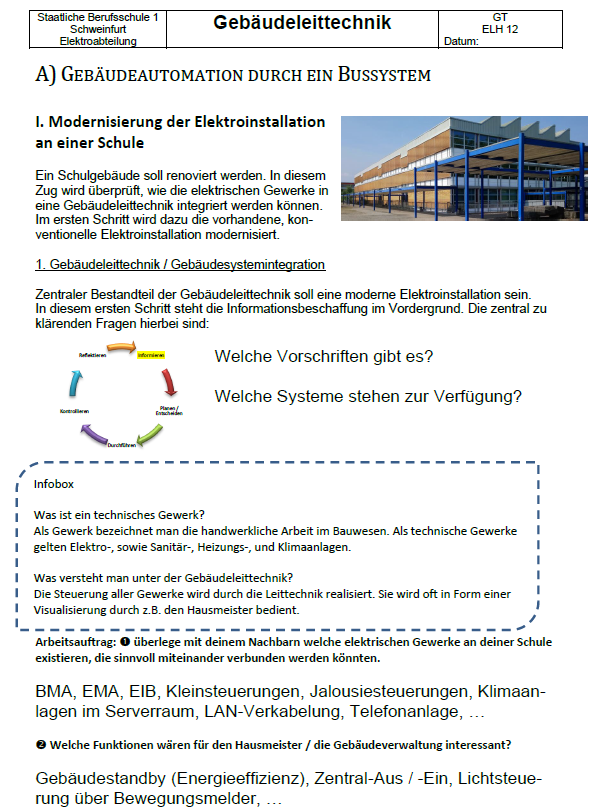 Staatliche Berufsschule 1
Schweinfurt
Elektroabteilung
Gebäudeleittechnik
GT
ELH 12
Datum:
A) GEBÄUDEAUTOMATION DURCH EIN BUSSYSTEM
I. Modernisierung der Elektroinstallation
an einer Schule
Ein Schulgebäude soll renoviert werden. In diesem
Zug wird überprüft, wie die elektrischen Gewerke in
eine Gebäudeleittechnik integriert werden können.
Im ersten Schritt wird dazu die vorhandene, kon-
ventionelle Elektroinstallation modernisiert.
1. Gebäudeleittechnik / Gebäudesystemintegration
Zentraler Bestandteil der Gebäudeleittechnik soll eine moderne Elektroinstallation sein.
In diesem ersten Schritt steht die Informationsbeschaffung im Vordergrund. Die zentral zu
klärenden Fragen hierbei sind:
Reflektieren
Informieren
Planen /
Entscheiden
Durchführen
Kontrollieren
Welche Vorschriften gibt es?
Welche Systeme stehen zur Verfügung?
Infobox
Was ist ein technisches Gewerk?
Als Gewerk bezeichnet man die handwerkliche Arbeit im Bauwesen. Als technische Gewerke
gelten Elektro-, sowie Sanitär-, Heizungs-, und Klimaanlagen.
Was versteht man unter der Gebäudeleittechnik?
Die Steuerung aller Gewerke wird durch die Leittechnik realisiert. Sie wird oft in Form einer
Visualisierung durch z.B. den Hausmeister bedient.
Arbeitsauftrag: ❶ überlege mit deinem Nachbarn welche elektrischen Gewerke an deiner Schule
existieren, die sinnvoll miteinander verbunden werden könnten.
BMA, EMA, EIB, Kleinsteuerungen, Jalousiesteuerungen, Klimaan-
lagen im Serverraum, LAN-Verkabelung, Telefonanlage, …
❷ Welche Funktionen wären für den Hausmeister / die Gebäudeverwaltung interessant?
Gebäudestandby (Energieeffizienz), Zentral-Aus / -Ein, Lichtsteue-
rung über Bewegungsmelder, …